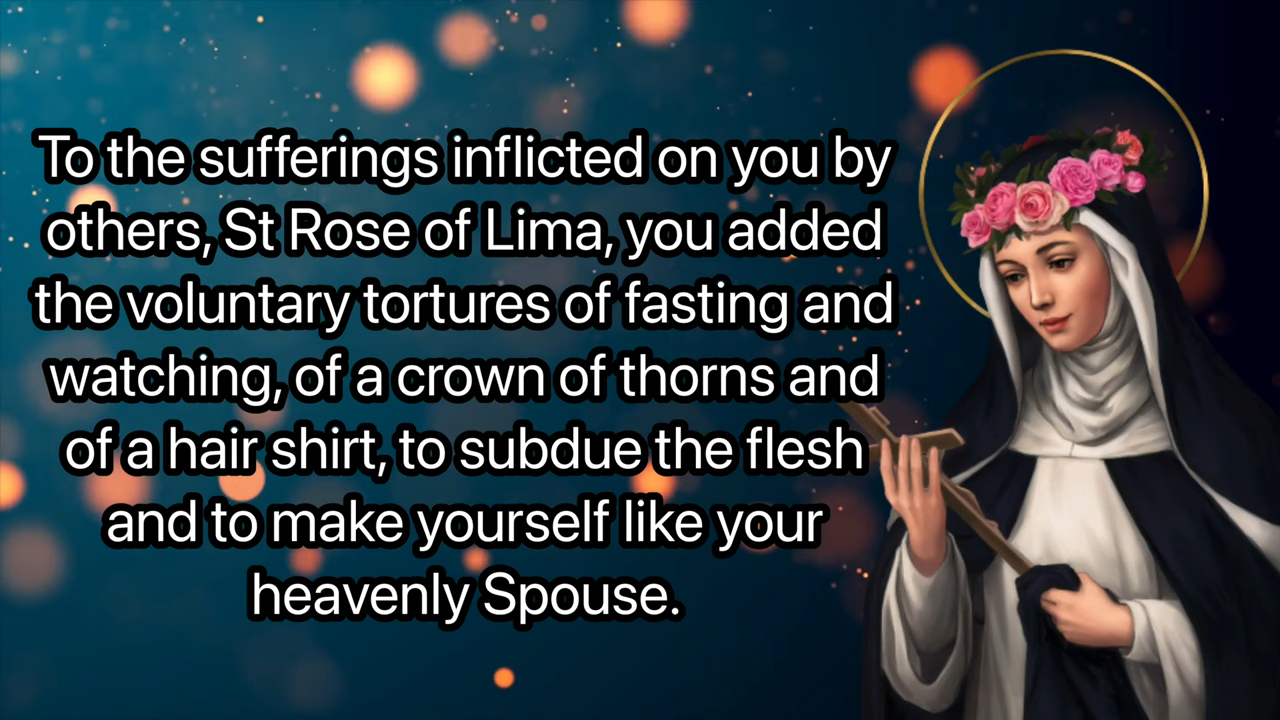 To the sufferings inflicted on you by
others, St Rose of Lima, you added
the voluntary tortures of fasting and
watching, of a crown of thorns and
of a hair shirt, to subdue the flesh
and to make yourself like your
heavenly Spouse.